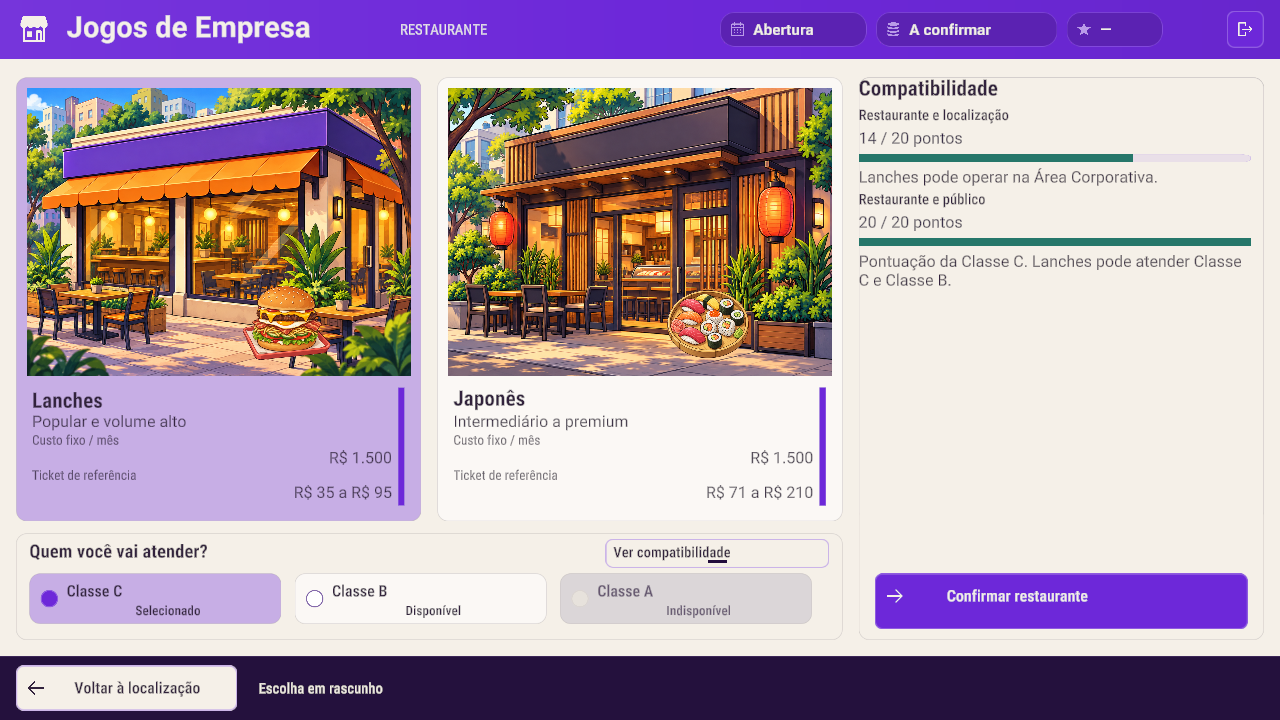 Jogos de Empresa
RESTAURANTE
Abertura
A confirmar
–
Lanches
Popular e volume alto
Custo fixo / mês
R$ 1.500
Ticket de referência
R$ 35 a R$ 95
Japonês
Intermediário a premium
Custo fixo / mês
R$ 1.500
Ticket de referência
R$ 71 a R$ 210
Compatibilidade
Restaurante e localização
14 / 20 pontos
Lanches pode operar na Área Corporativa.
Restaurante e público
20 / 20 pontos
Pontuação da Classe C. Lanches pode atender Classe
C e Classe B.
Quem você vai atender?
Ver compatibilidade
Classe C
Selecionado
Classe B
Disponível
Classe A
Indisponível
Confirmar restaurante
Voltar à localização
Escolha em rascunho